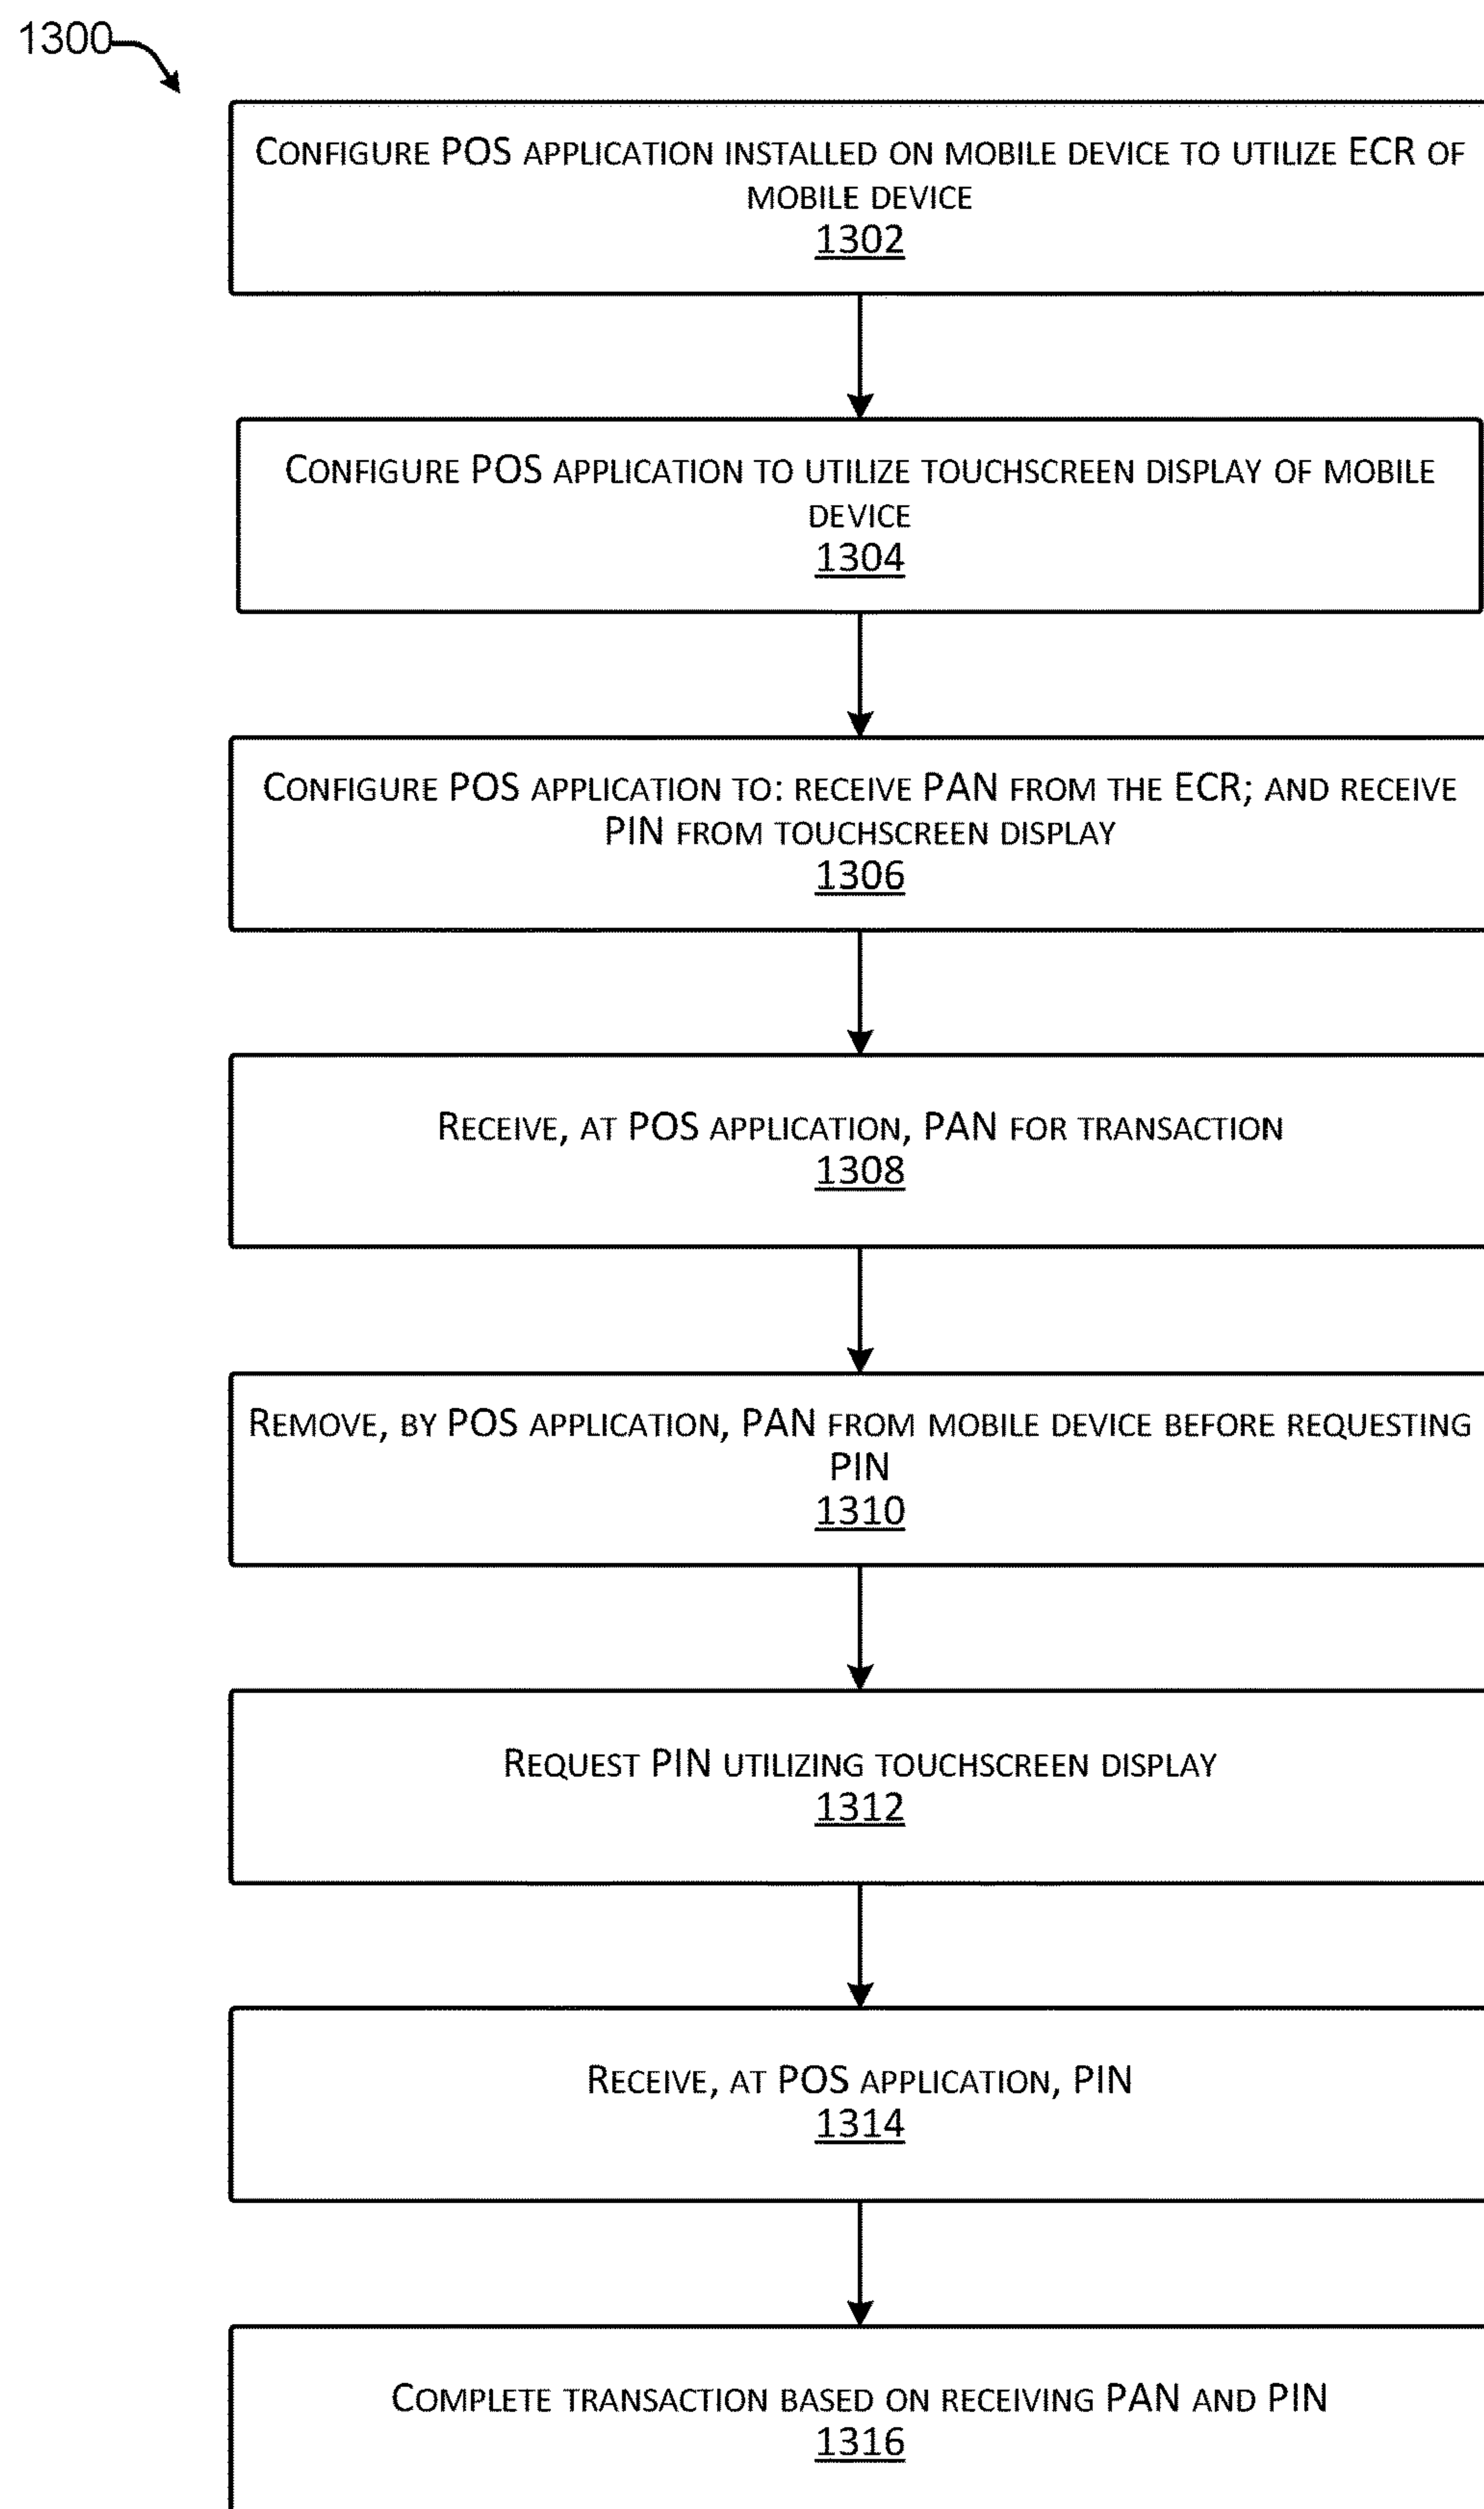 1300
Configure POS application installed on mobile device to utilize ECR of
mobile device
1302
Configure POS application to utilize touchscreen display of mobile
device
1304
Configure POS application to: receive PAN from the ECR; and receive
PIN from touchscreen display
1306
Receive, at POS application, PAN for transaction
1308
Remove, by POS application, PAN from mobile device before requesting
PIN
1310
Request PIN utilizing touchscreen display
1312
Receive, at POS application, PIN
1314
Complete transaction based on receiving PAN and PIN
1316